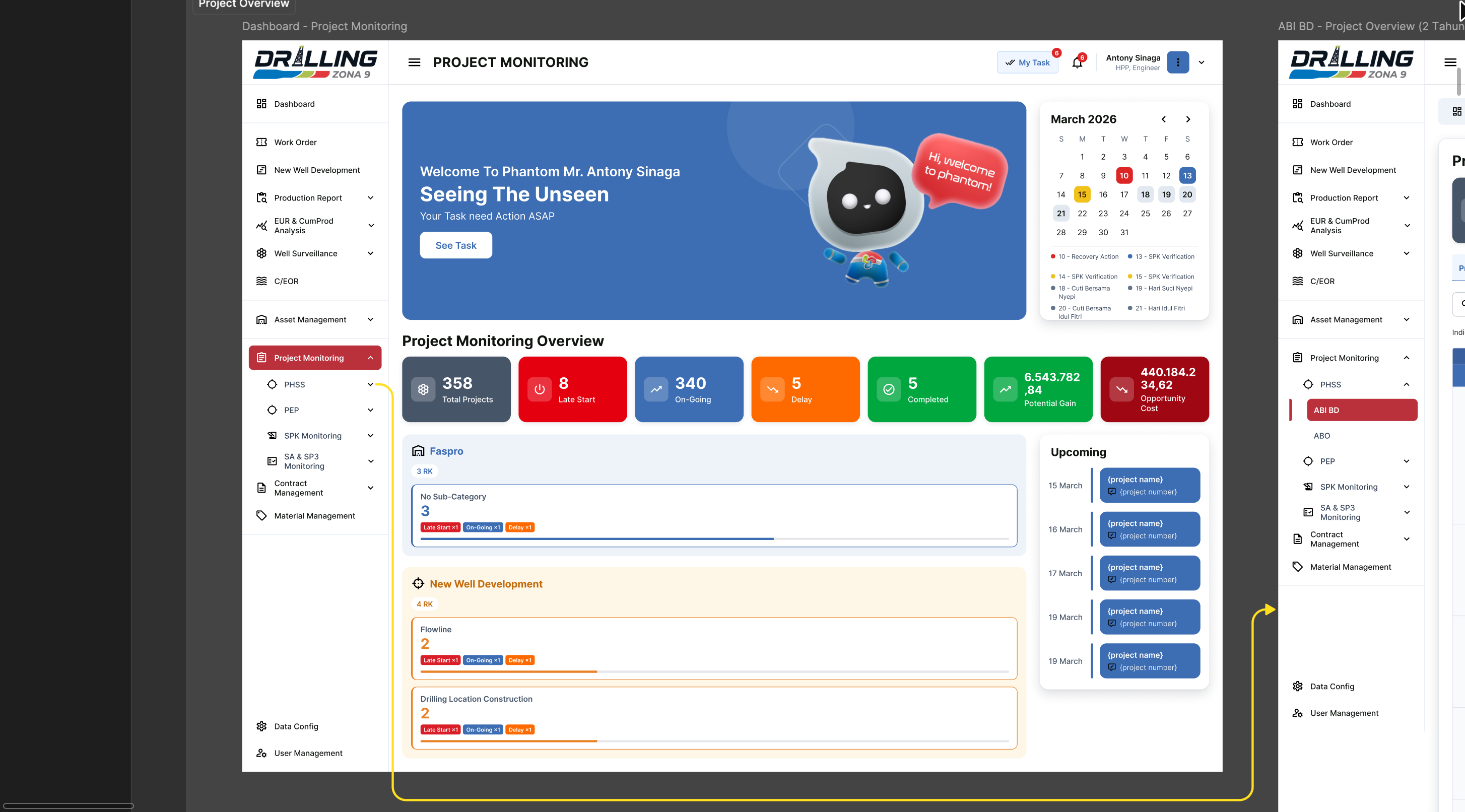 Project Overview
Dashboard - Project Monitoring
DRILLING
ZONA 9
PROJECT MONITORING
My Task
6
6
Antony Sinaga
HPP, Engineer
Dashboard
Work Order
New Well Development
Production Report
EUR & CumProd
Analysis
Well Surveillance
C/EOR
Asset Management
Project Monitoring
PHSS
PEP
SPK Monitoring
SA & SP3
Monitoring
Contract
Management
Material Management
Data Config
User Management
Welcome To Phantom Mr. Antony Sinaga
Seeing The Unseen
Your Task need Action ASAP
See Task
Hi, welcome
to phantom!
March 2026
S M T W T F S
1 2 3 4 5 6
7 8 9 10 11 12 13
14 15 16 17 18 19 20
21 22 23 24 25 26 27
28 29 30 31
10 - Recovery Action
13 - SPK Verification
14 - SPK Verification
15 - SPK Verification
18 - Cuti Bersama
Nyepi
19 - Hari Suci Nyepi
20 - Cuti Bersama
Idul Fitri
21 - Hari Idul Fitri
Project Monitoring Overview
358
Total Projects
8
Late Start
340
On-Going
5
Delay
5
Completed
6.543.782
,84
Potential Gain
440.184.2
34,62
Opportunity
Cost
Faspro
3 RK
No Sub-Category
3
Late Start ×1 On-Going ×1 Delay ×1
New Well Development
4 RK
Flowline
2
Late Start ×1 On-Going ×1 Delay ×1
Drilling Location Construction
2
Late Start ×1 On-Going ×1 Delay ×1
Upcoming
15 March
{project name}
{project number}
16 March
{project name}
{project number}
17 March
{project name}
{project number}
19 March
{project name}
{project number}
19 March
{project name}
{project number}
ABI BD - Project Overview (2 Tahun
DRILLING
ZONA 9
Dashboard
Work Order
New Well Development
Production Report
EUR & CumProd
Analysis
Well Surveillance
C/EOR
Asset Management
Project Monitoring
PHSS
ABI BD
ABO
PEP
SPK Monitoring
SA & SP3
Monitoring
Contract
Management
Material Management
Data Config
User Management